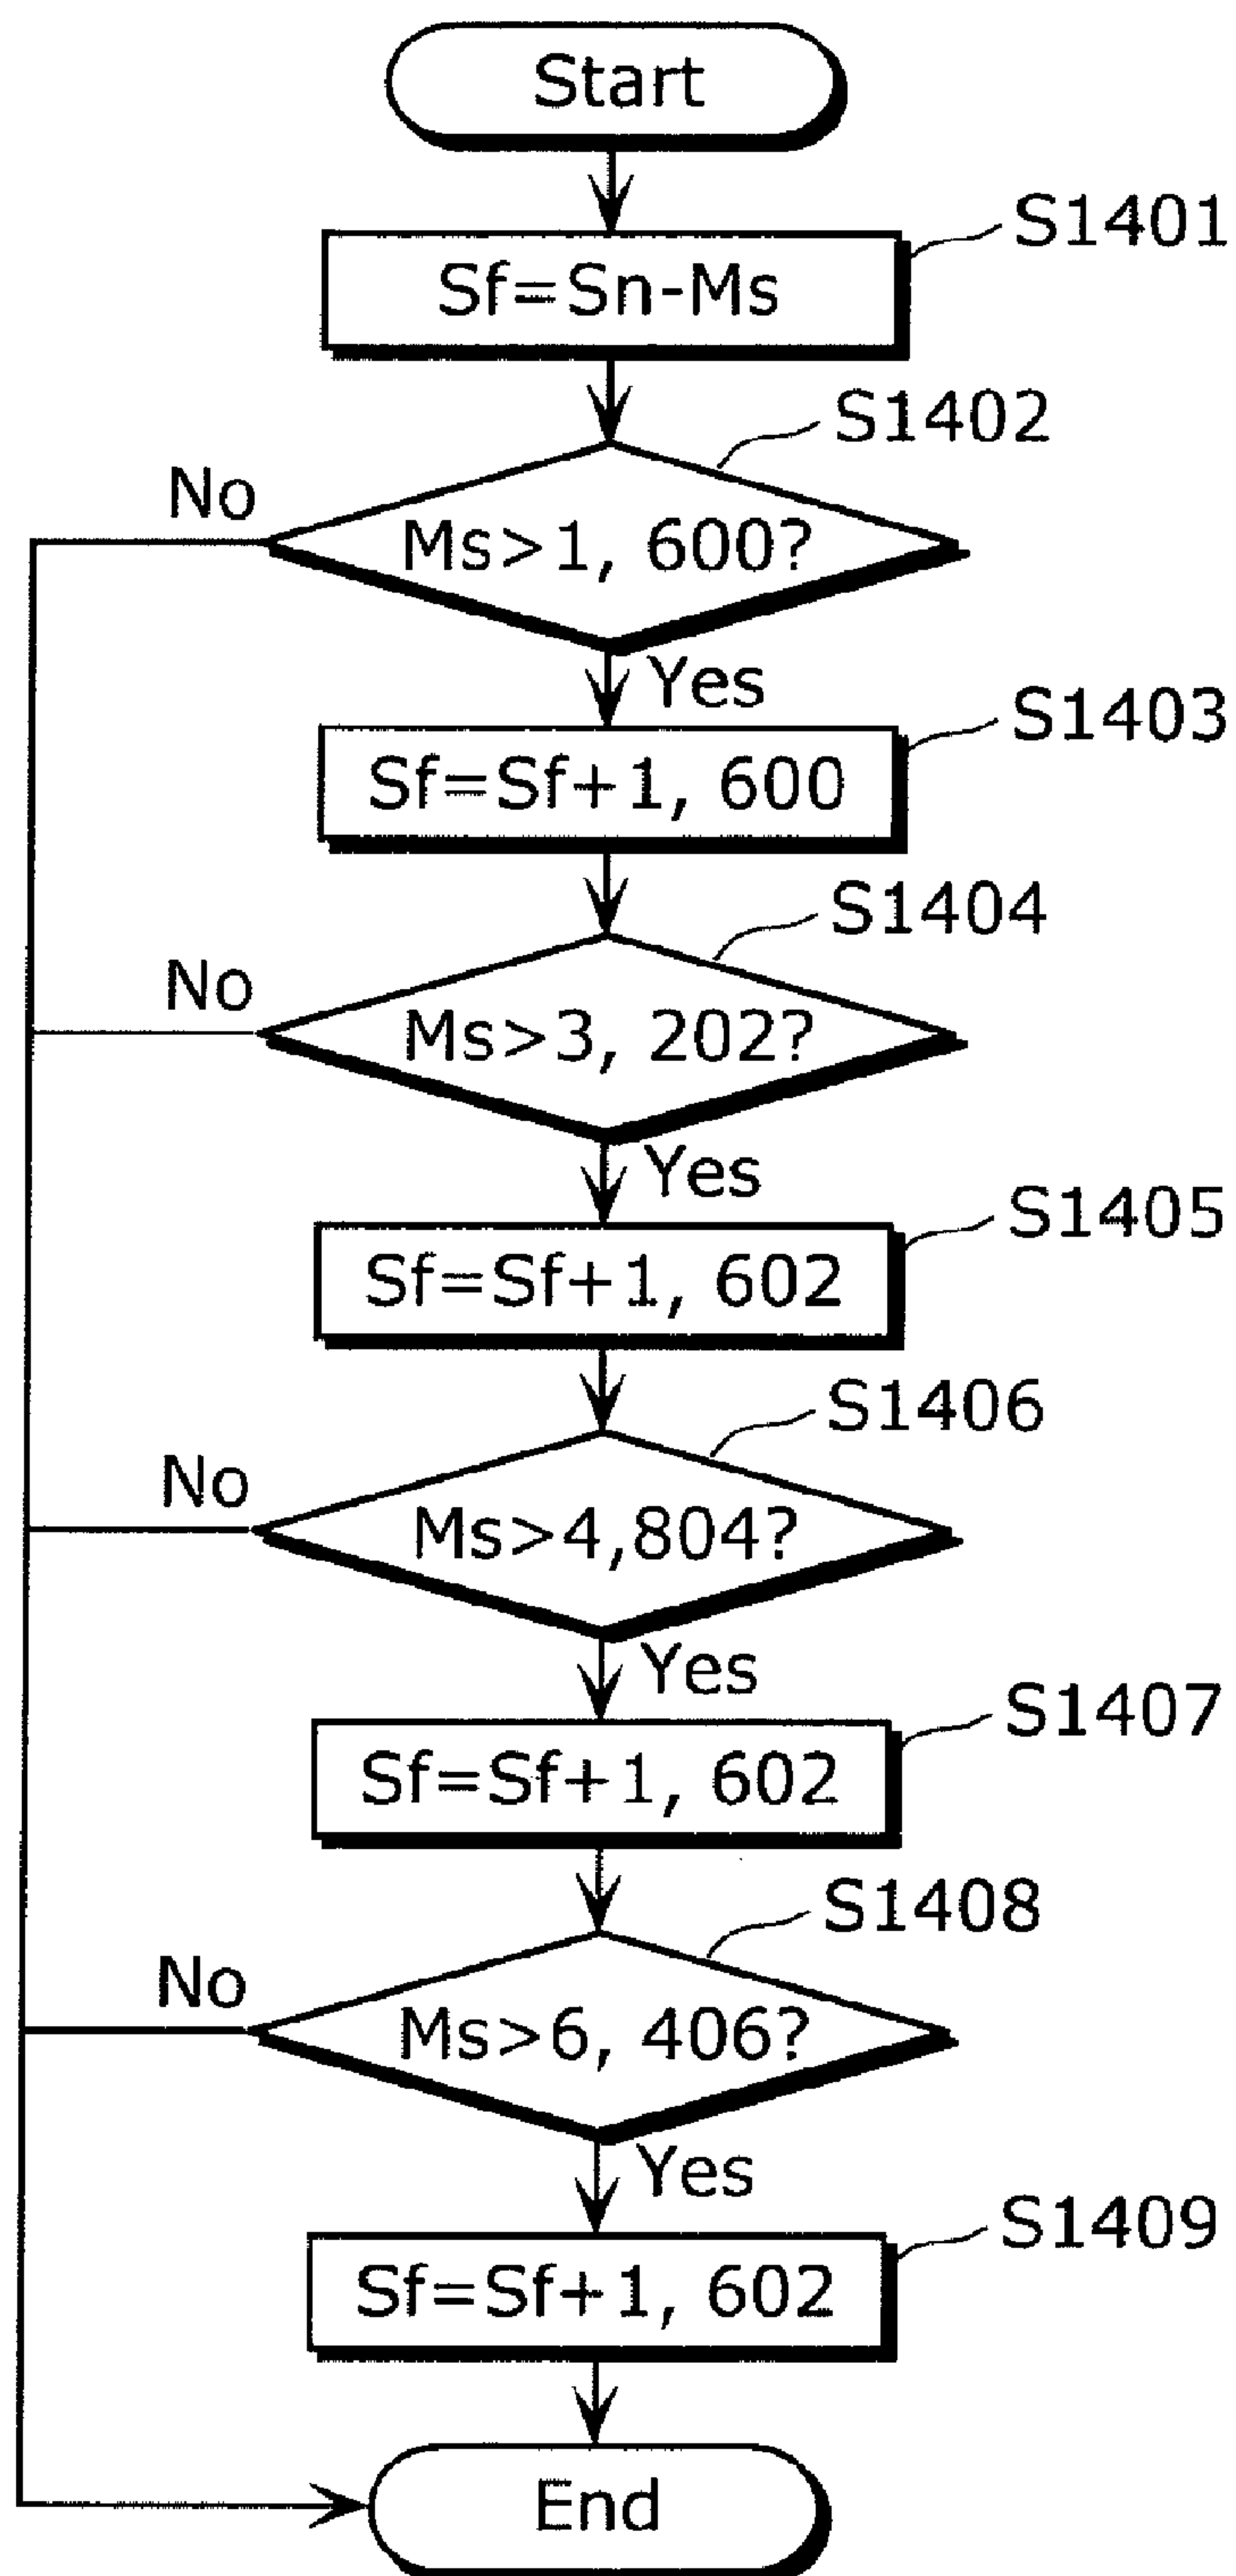 Start
S1401
Sf=Sn-Ms
S1402
No
Ms>1, 600?
Yes
S1403
Sf=Sf+1, 600
S1404
No
Ms>3, 202?
Yes
S1405
Sf=Sf+1, 602
S1406
No
Ms>4,804?
Yes
S1407
Sf=Sf+1, 602
S1408
No
Ms>6, 406?
Yes
S1409
Sf=Sf+1, 602
End